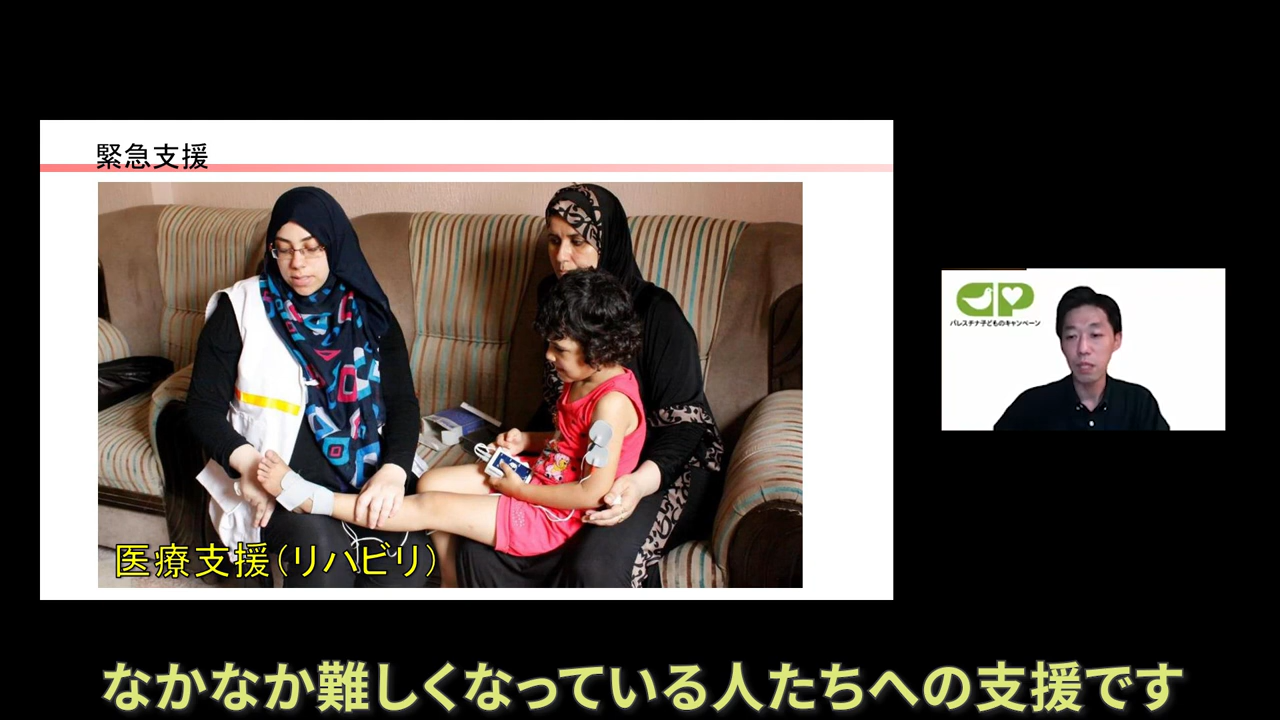 緊急支援
医療支援(リハビリ)
パレスチナ子どものキャンペーン
なかなか難しくなっている人たちへの支援です